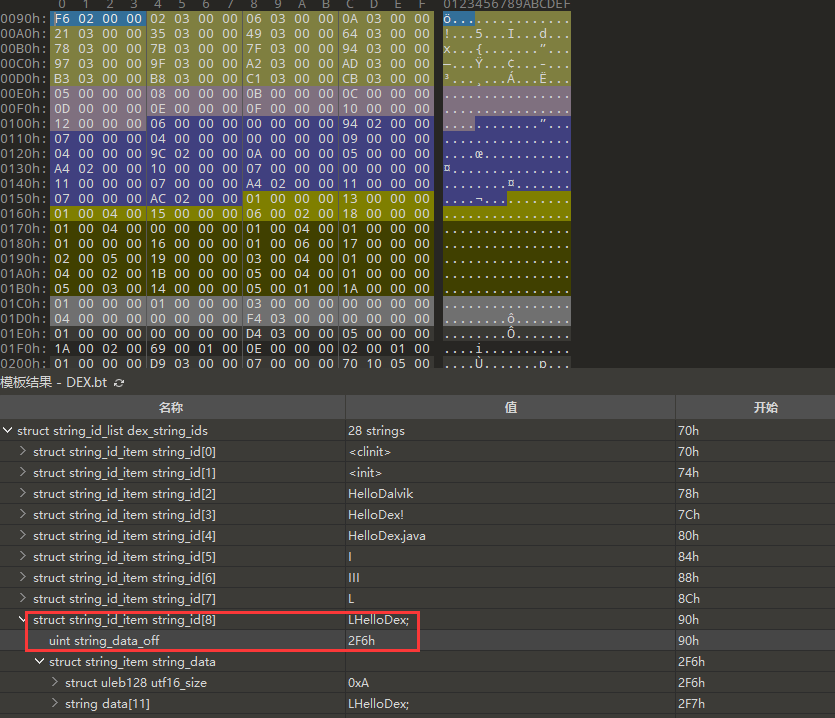 0 1 2 3 4 5 6 7 8 9 A B C D E F 0123456789ABCDEF
0090h: F6 02 00 00 02 03 00 00 06 03 00 00 0A 03 00 00 ö...............
00A0h: 21 03 00 00 35 03 00 00 49 03 00 00 64 03 00 00 !...5...I...d...
00B0h: 78 03 00 00 7B 03 00 00 7F 03 00 00 94 03 00 00 x...{.......”...
00C0h: 97 03 00 00 9F 03 00 00 A2 03 00 00 AD 03 00 00 —...Ÿ...¢...-...
00D0h: B3 03 00 00 B8 03 00 00 C1 03 00 00 CB 03 00 00 ³...¸...Á...Ë...
00E0h: 05 00 00 00 08 00 00 00 0B 00 00 00 0C 00 00 00 ................
00F0h: 0D 00 00 00 0E 00 00 00 0F 00 00 00 10 00 00 00 ................
0100h: 12 00 00 00 06 00 00 00 00 00 00 00 94 02 00 00 ............”...
0110h: 07 00 00 00 04 00 00 00 00 00 00 00 09 00 00 00 ................
0120h: 04 00 00 00 9C 02 00 00 0A 00 00 00 05 00 00 00 ....œ...........
0130h: A4 02 00 00 10 00 00 00 07 00 00 00 00 00 00 00 ¤...............
0140h: 11 00 00 00 07 00 00 00 A4 02 00 00 11 00 00 00 ........¤.......
0150h: 07 00 00 00 AC 02 00 00 01 00 00 00 13 00 00 00 ....¬...........
0160h: 01 00 04 00 15 00 00 00 06 00 02 00 18 00 00 00 ................
0170h: 01 00 04 00 00 00 00 00 01 00 04 00 01 00 00 00 ................
0180h: 01 00 00 00 16 00 00 00 01 00 06 00 17 00 00 00 ................
0190h: 02 00 05 00 19 00 00 00 03 00 04 00 01 00 00 00 ................
01A0h: 04 00 02 00 1B 00 00 00 05 00 04 00 01 00 00 00 ................
01B0h: 05 00 03 00 14 00 00 00 05 00 01 00 1A 00 00 00 ................
01C0h: 01 00 00 00 01 00 00 00 03 00 00 00 00 00 00 00 ................
01D0h: 04 00 00 00 00 00 00 00 F4 03 00 00 00 00 00 00 ........ô.......
01E0h: 01 00 00 00 00 00 00 00 D4 03 00 00 05 00 00 00 ........Ô.......
01F0h: 1A 00 02 00 69 00 01 00 0E 00 00 00 02 00 01 00 ....i...........
0200h: 01 00 00 00 D9 03 00 00 07 00 00 00 70 10 05 00 ....Ù.......p...
模板结果 - DEX.bt
名称 值 开始
struct string_id_list dex_string_ids 28 strings 70h
struct string_id_item string_id[0] <clinit> 70h
struct string_id_item string_id[1] <init> 74h
struct string_id_item string_id[2] HelloDalvik 78h
struct string_id_item string_id[3] HelloDex! 7Ch
struct string_id_item string_id[4] HelloDex.java 80h
struct string_id_item string_id[5] I 84h
struct string_id_item string_id[6] III 88h
struct string_id_item string_id[7] L 8Ch
struct string_id_item string_id[8] LHelloDex; 90h
uint string_data_off 2F6h 90h
struct string_item string_data 2F6h
struct uleb128 utf16_size 0xA 2F6h
string data[11] LHelloDex; 2F7h